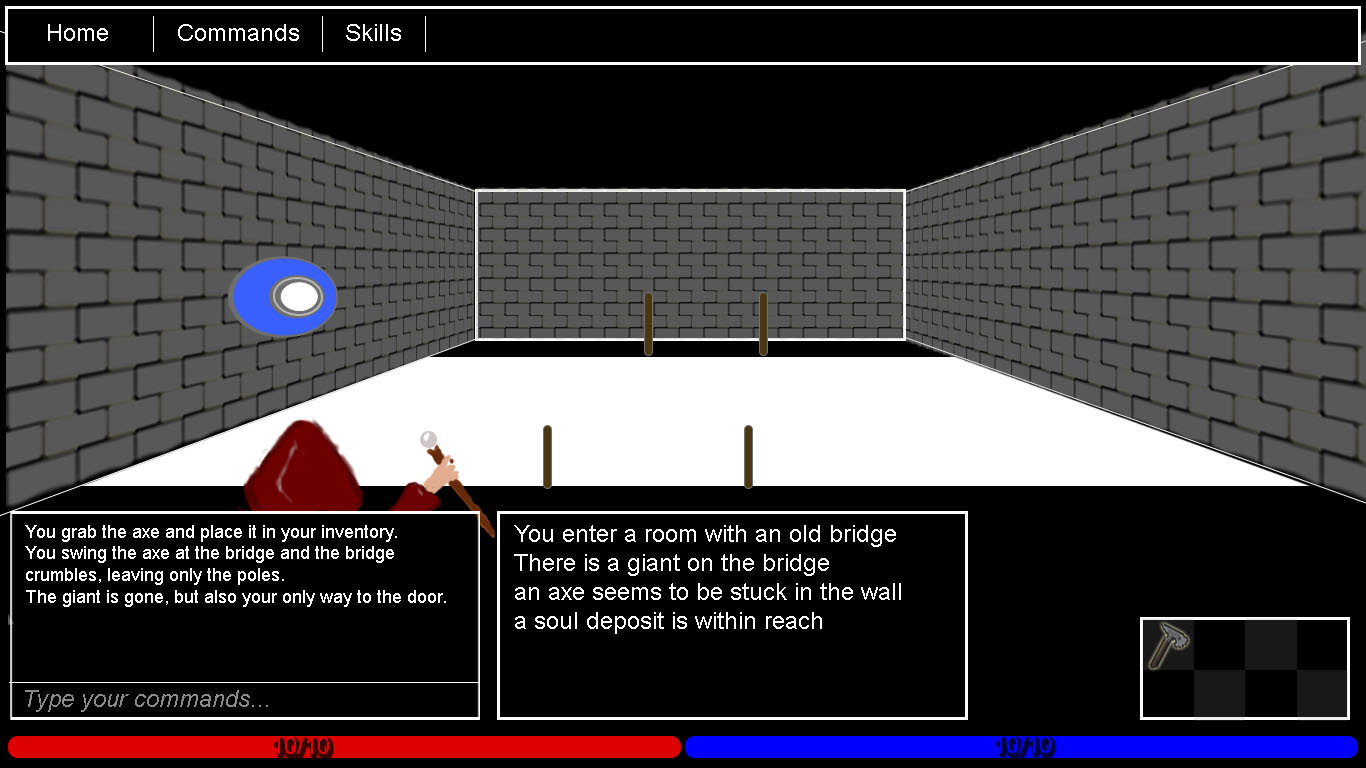 Home
Commands
Skills
You grab the axe and place it in your inventory.
You swing the axe at the bridge and the bridge
crumbles, leaving only the poles.
The giant is gone, but also your only way to the door.
Type your commands...
You enter a room with an old bridge
There is a giant on the bridge
an axe seems to be stuck in the wall
a soul deposit is within reach
10/10
10/10